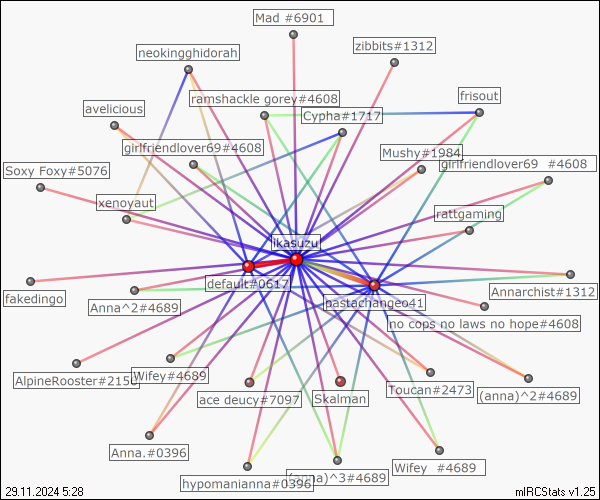 Mad #6901
zibbits#1312
neokingghidorah
ramshackle gorey#4608
frisout
avelicious
Cypha#1717
girlfriendlover69#4608
Mushy#1984
girlfriendlover69 #4608
Soxy Foxy#5076
xenoyaut
rattgaming
ikasuzu
default#0617
pastachangeo41
Annarchist#1312
fakedingo
Anna^2#4689
no cops no laws no hope#4608
AlpineRooster#215
Wifey#4689
ace deucy#7097
Skalman
Toucan#2473
(anna)^2#4689
Anna.#0396
hypomanianna#0396
(anna)^3#4689
Wifey #4689
29.11.2024 5:28
mIRCStats v1.25